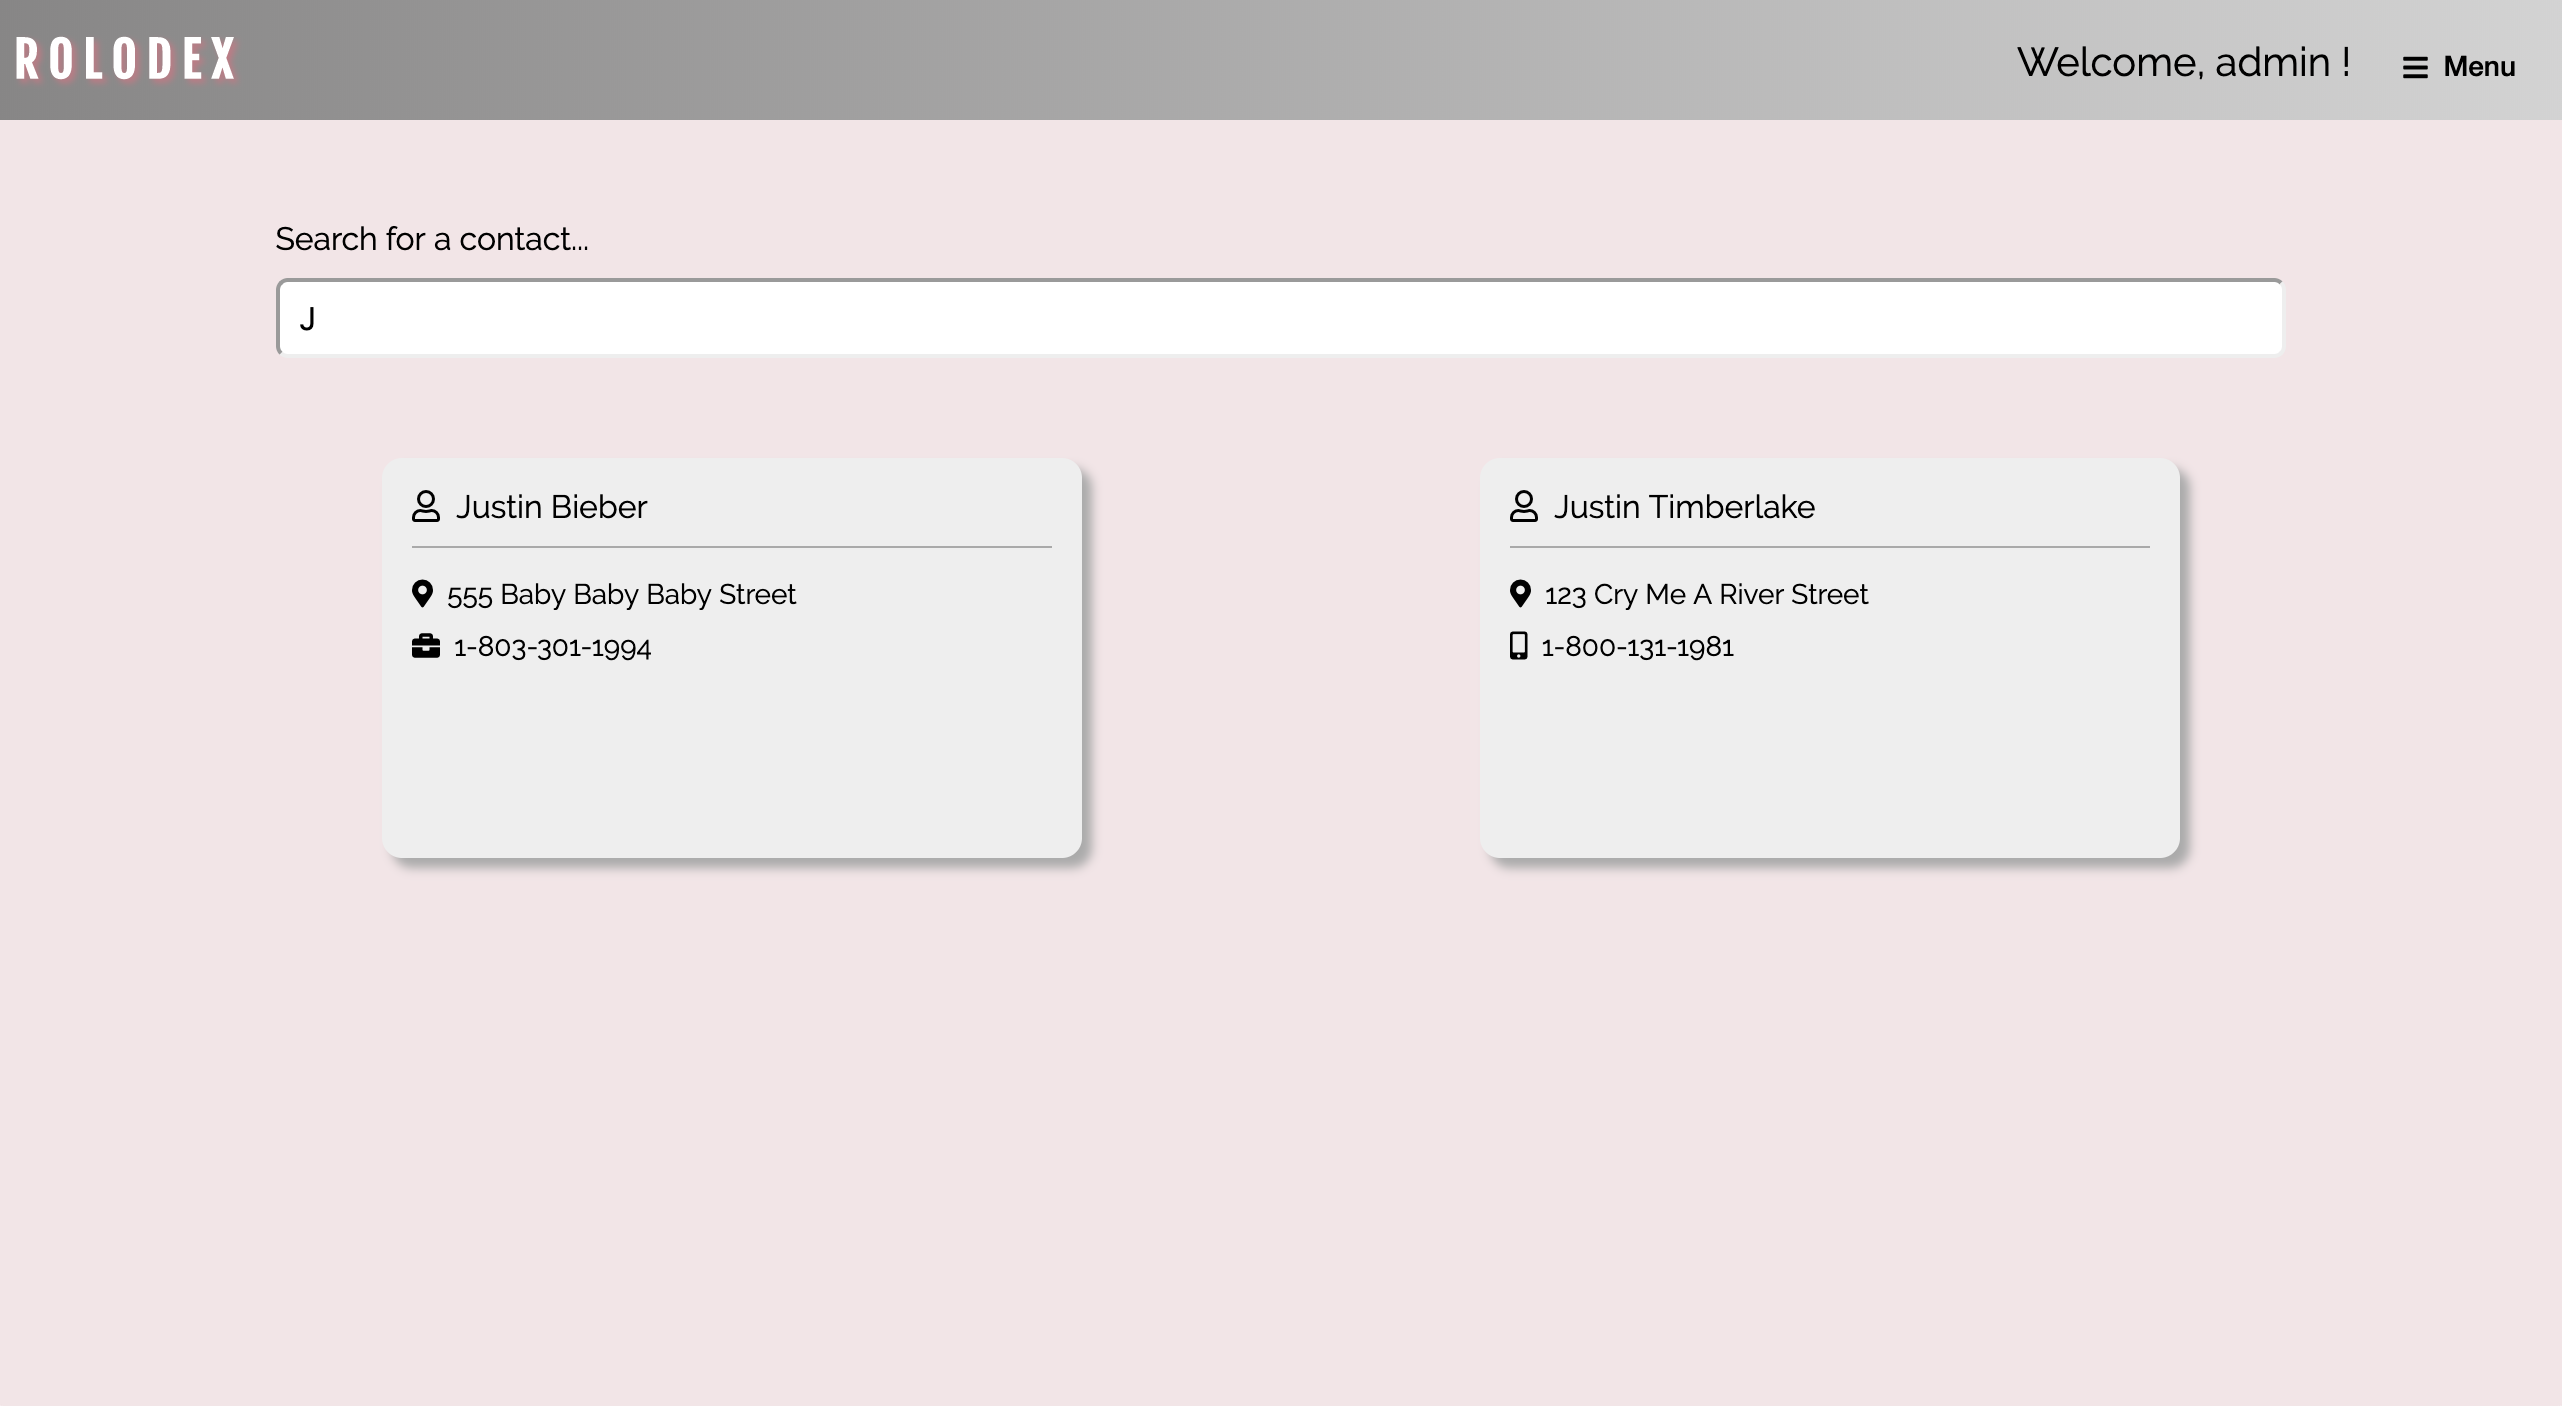 ROLODEX
Welcome, admin !
Menu
Search for a contact...
J
Justin Bieber
555 Baby Baby Baby Street
1-803-301-1994
Justin Timberlake
123 Cry Me A River Street
1-800-131-1981